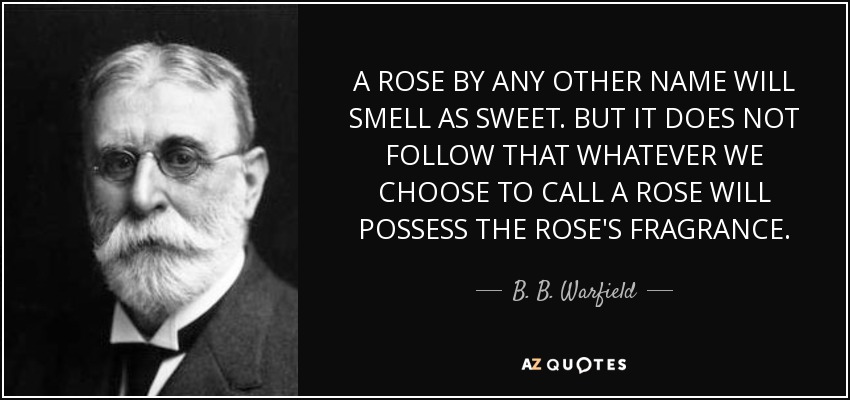 A ROSE BY ANY OTHER NAME WILL
SMELL AS SWEET. BUT IT DOES NOT
FOLLOW THAT WHATEVER WE
CHOOSE TO CALL A ROSE WILL
POSSESS THE ROSE'S FRAGRANCE.
B. B. Warfield
AZ QUOTES